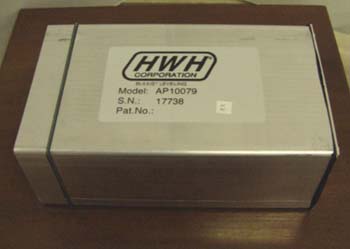 HWH
CORPORATION
Model: AP10079
S.N.: 17738
Pat.No.: